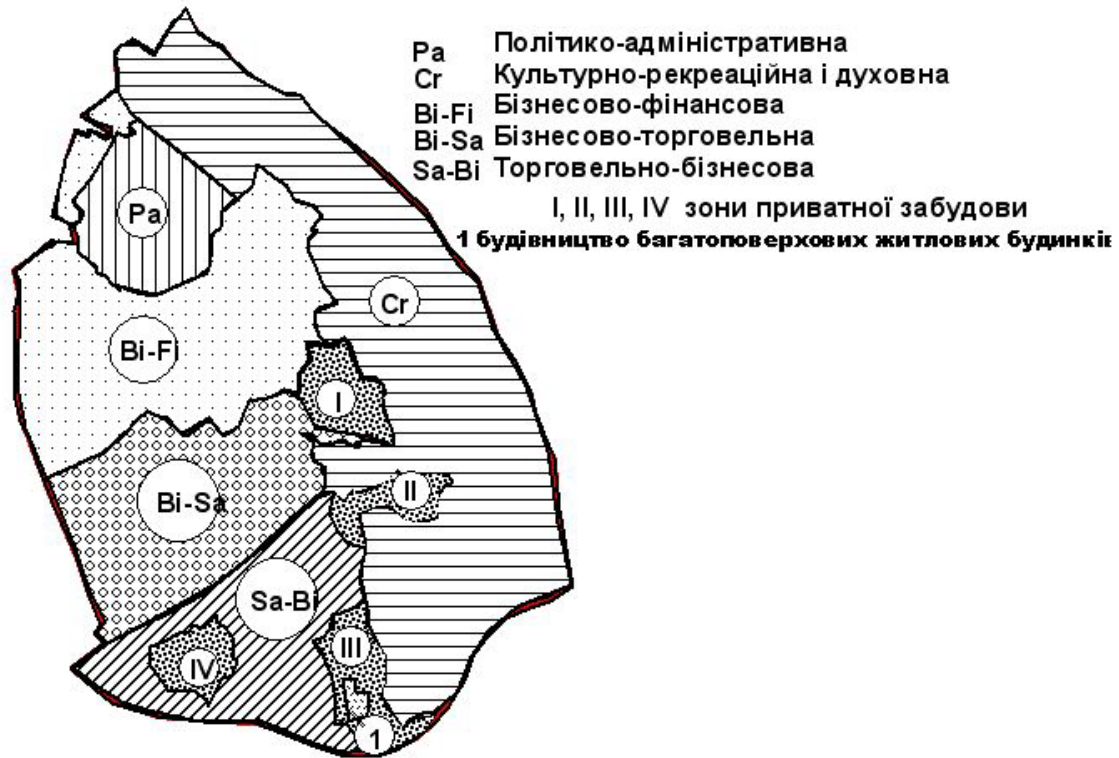 Pa Політико-адміністративна
Cr Культурно-рекреаційна і духовна
Bi-Fi Бізнесово-фінансова
Bi-Sa Бізнесово-торговельна
Sa-Bi Торговельно-бізнесова
I, II, III, IV зони приватної забудови
1 будівництво багатоповерхових житлових будинків
Pa
Cr
Bi-Fi
I
II
Bi-Sa
Sa-Bi
III
IV
1